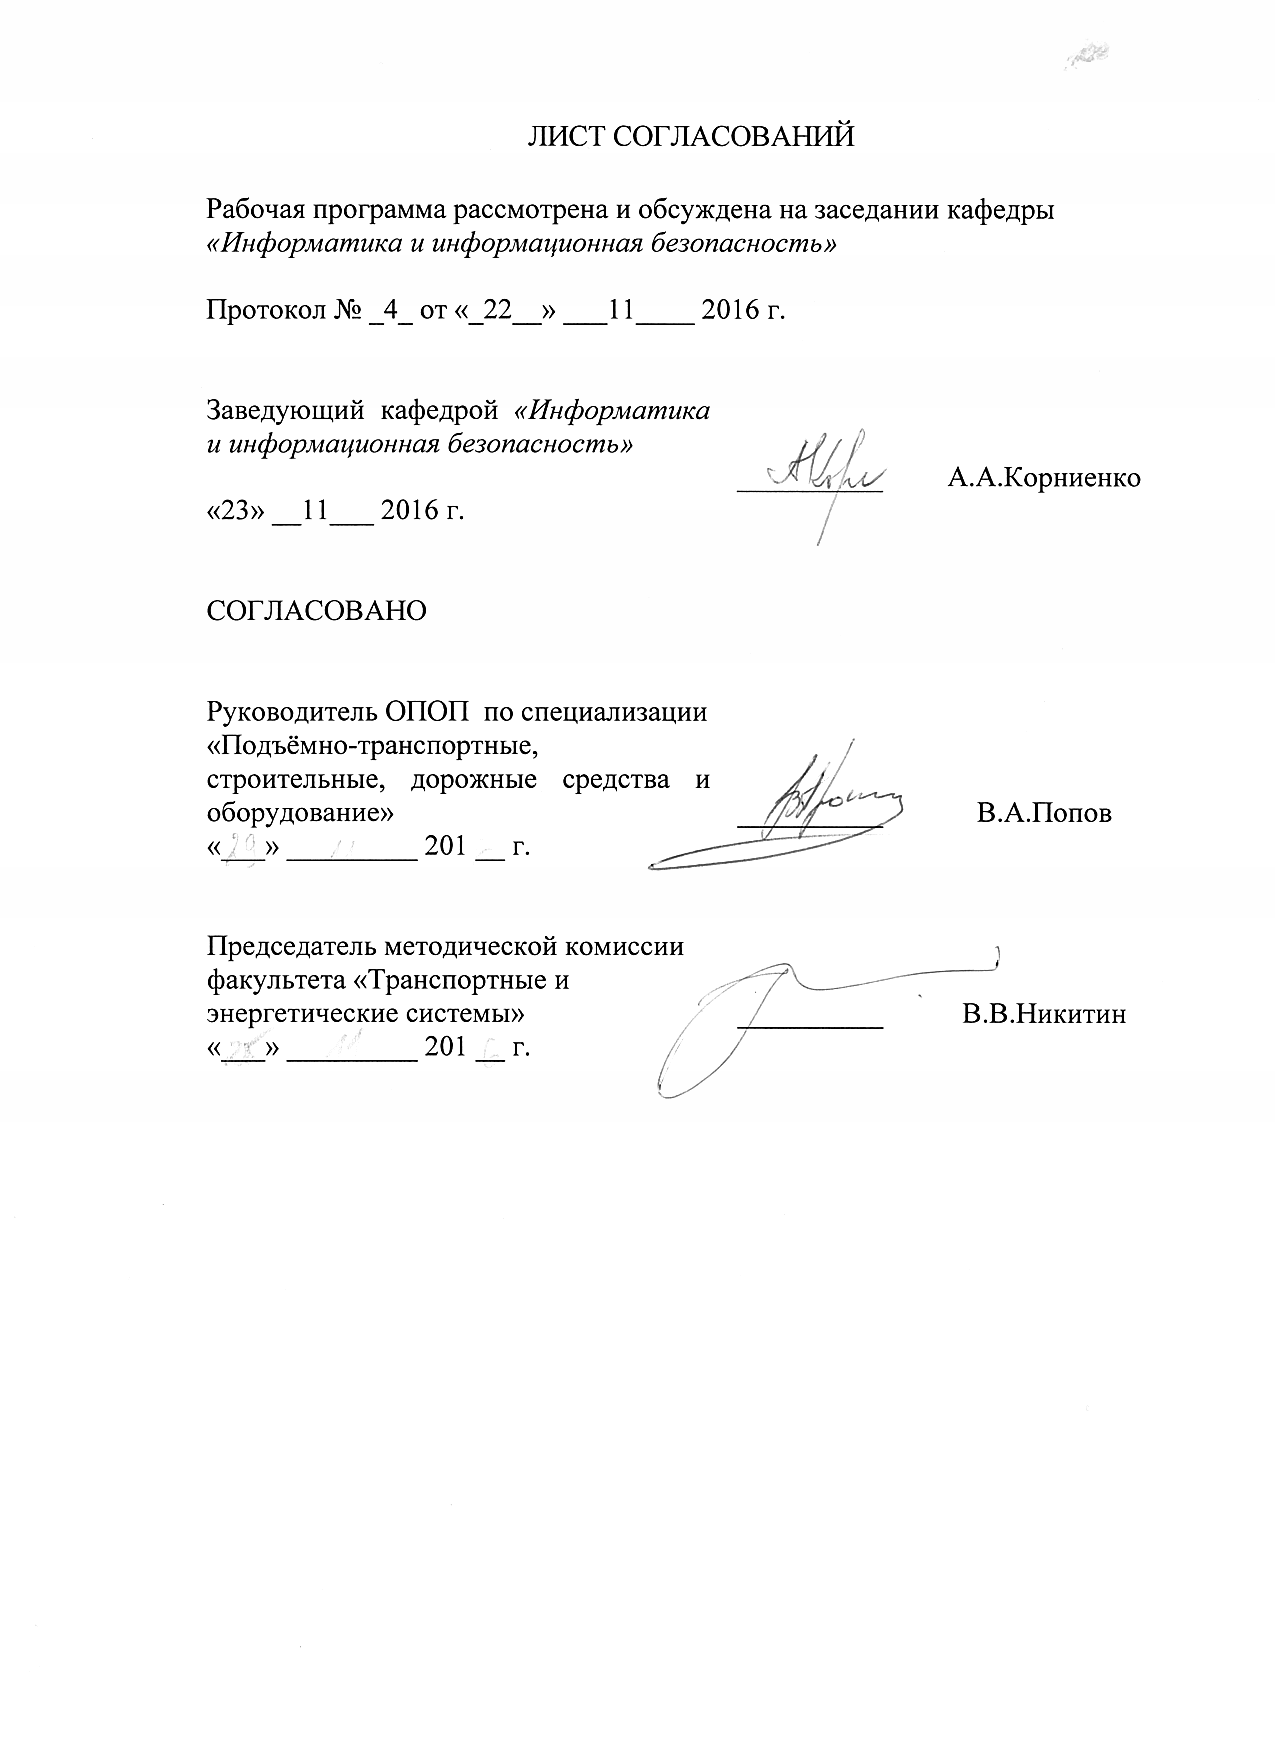 ЛИСТ СОГЛАСОВАНИЙ
Рабочая программа рассмотрена и обсуждена на заседании кафедры
«Информатика и информационная безопасность»
Протокол № _4_ от «_22__» ___11____ 2016 г.
Заведующий кафедрой «Информатика
и информационная безопасность»
__________ А.А.Корниенко
«23» __11___ 2016 г.
СОГЛАСОВАНО
Руководитель ОПОП по специализации
«Подъёмно-транспортные,
строительные, дорожные средства и
оборудование» __________ В.А.Попов
«___» _________ 201 __ г.
Председатель методической комиссии
факультета «Транспортные и
энергетические системы» __________ В.В.Никитин
«___» _________ 201 __ г.